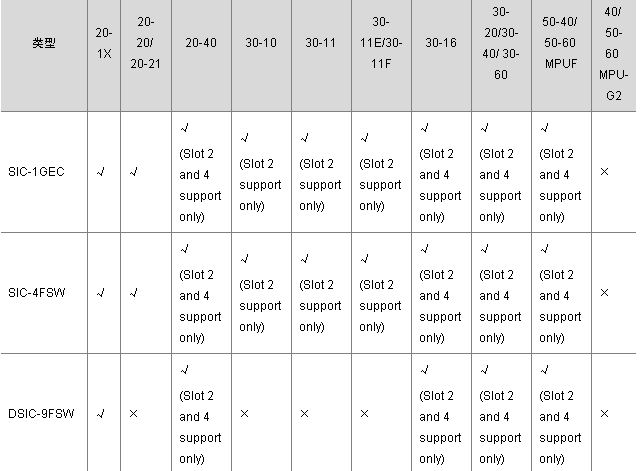 类型
20-
1X
20-
20/
20-21
20-40
30-10
30-11
30-
11E/30-
11F
30-16
30-
20/30-
40/ 30-
60
50-40/
50-60
MPUF
40/
50-
60
MPU-
G2
SIC-1GEC
√
√
√
(Slot 2
and 4
support
only)
√
(Slot 2
support
only)
√
(Slot 2
support
only)
√
(Slot 2
support
only)
√
(Slot 2
and 4
support
only)
√
(Slot 2
and 4
support
only)
√
(Slot 2
and 4
support
only)
×
SIC-4FSW
√
√
√
(Slot 2
and 4
support
only)
√
(Slot 2
support
only)
√
(Slot 2
support
only)
√
(Slot 2
support
only)
√
(Slot 2
and 4
support
only)
√
(Slot 2
and 4
support
only)
√
(Slot 2
and 4
support
only)
×
DSIC-9FSW
√
×
√
(Slot 2
and 4
support
only)
×
×
×
√
(Slot 2
and 4
support
only)
√
(Slot 2
and 4
support
only)
√
(Slot 2
and 4
support
only)
×